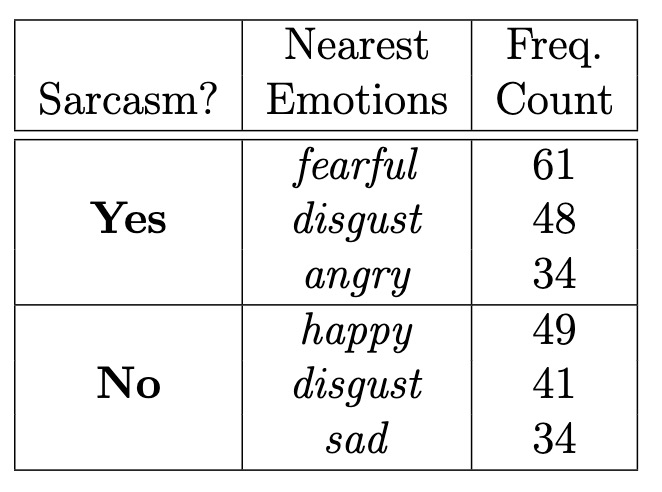 Sarcasm? Nearest Emotions Freq. Count
Yes
fearful 61
disgust 48
angry 34
No
happy 49
disgust 41
sad 34